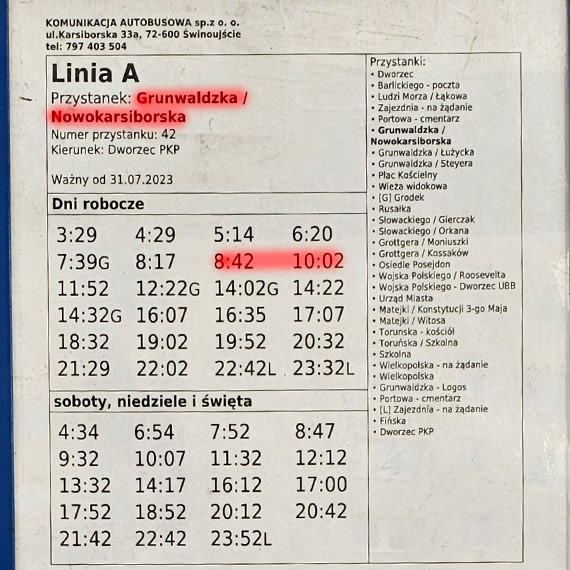 KOMUNIKACJA AUTOBUSOWA sp.z o. o.
ul.Karsiborska 33a, 72-600 Świnoujście
tel: 797 403 504
Linia A
Przystanek: Grunwaldzka /
Nowokarsiborska
Numer przystanku: 42
Kierunek: Dworzec PKP
Ważny od 31.07.2023
Dni robocze
3:29 4:29 5:14 6:20
7:39G 8:17 8:42 10:02
11:52 12:22G 14:02G 14:22
14:32G 16:07 16:35 17:07
18:32 19:02 19:52 20:32
21:29 22:02 22:42L 23:32L
soboty, niedziele i święta
4:34 6:54 7:52 8:47
9:32 10:07 11:32 12:12
13:32 14:17 16:12 17:00
17:52 18:52 20:12 20:42
21:42 22:42 23:52L
Przystanki:
• Dworzec
• Barlickiego - poczta
• Ludzi Morza / Łąkowa
• Zajezdnia - na żądanie
• Portowa - cmentarz
• Grunwaldzka /
Nowokarsiborska
• Grunwaldzka / Łużycka
• Grunwaldzka / Steyera
• Plac Kościelny
• Wieża widokowa
• [G] Grodek
• Rusałka
• Słowackiego / Gierczak
• Słowackiego / Orkana
• Grottgera / Moniuszki
• Grottgera / Kossaków
• Osiedle Posejdon
• Wojska Polskiego / Roosevelta
• Wojska Polskiego - Dworzec UBB
• Urząd Miasta
• Matejki / Konstytucji 3-go Maja
• Matejki / Witosa
• Torunska - kościół
• Toruńska / Szkolna
• Szkolna
• Wielkopolska - na żądanie
• Wielkopolska
• Grunwaldzka - Logos
• Portowa - cmentarz
• [L] Zajezdnia - na żądanie
• Fińska
• Dworzec PKP